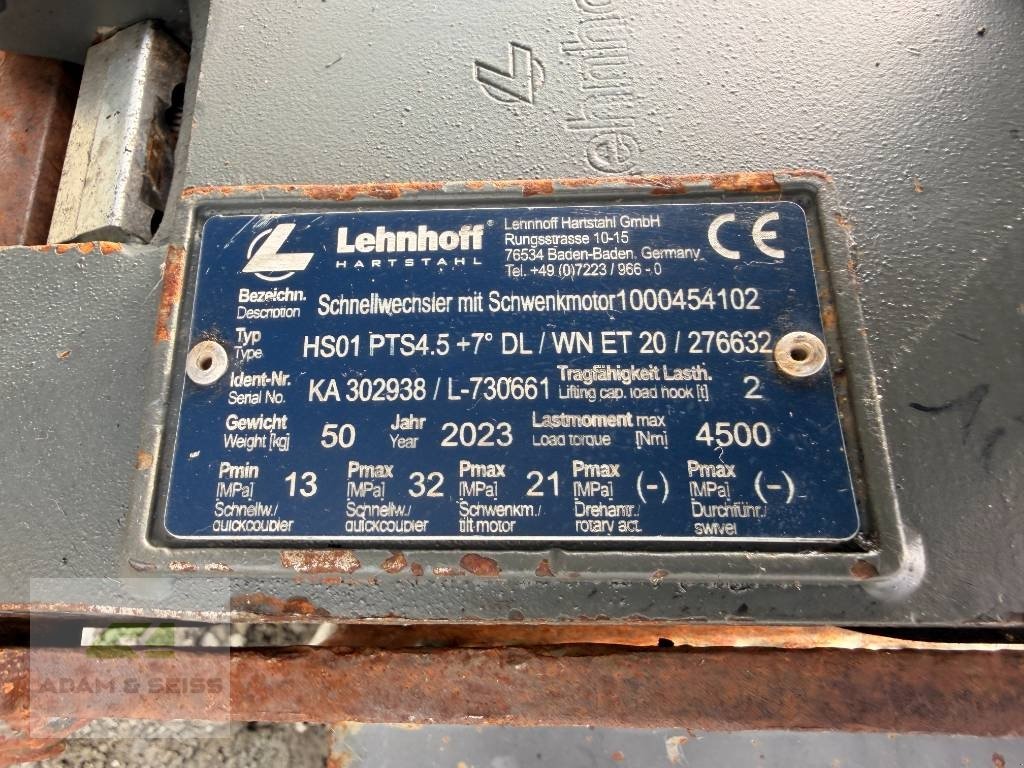 Lehnhoff
Lehnhoff®
HARTSTAHL
Lehnhoff Hartstahl GmbH
Rungsstrasse 10-15
76534 Baden-Baden. Germany
Tel. +49 (0)7223 / 966 - 0
CE
Bezeichn. Schnellwechsler mit Schwenkmotor1000454102
Description
Typ HS01 PTS4.5 +7° DL / WN ET 20 / 276632
Type
Ident-Nr. KA 302938 / L-730661 Tragfähigkeit Lasth. 2
Serial No. Lifting cap. load hook [t]
Gewicht 50 Jahr 2023 Lastmoment max 4500
Weight [kg] Year Load torque [Nm]
Pmin 13 Pmax 32 Pmax 21 Pmax (-) Pmax (-)
[MPa] [MPa] [MPa] [MPa] [MPa]
Schnellw./ Schnellw./ Schwenkm./ Drehantr./ Durchführ./
quickcoupler quickcoupler tilt motor rotary act. swivel
ADAM & SEISS